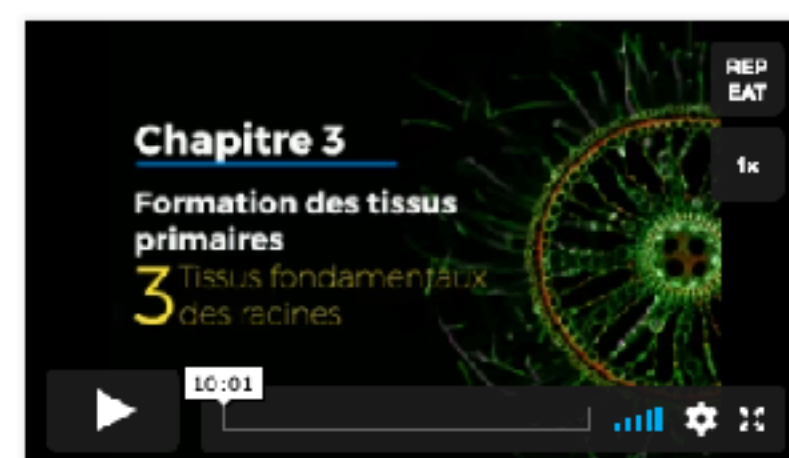 Chapitre 3
Formation des tissus
primaires
3 Tissus fondamentaux
des racines
REP
EAT
1x
10:01